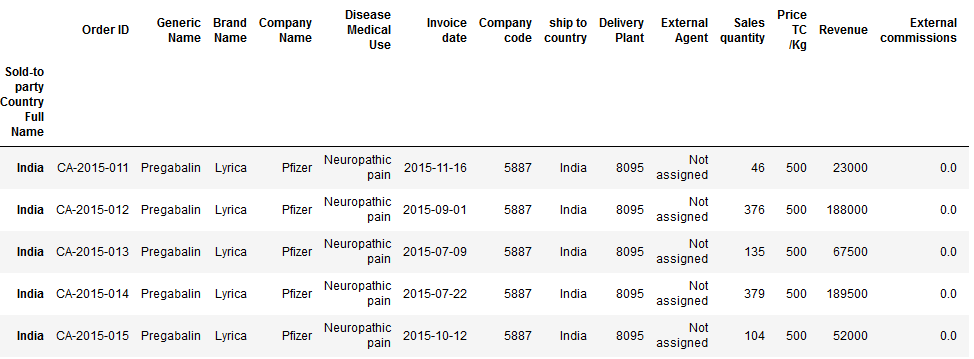 Order ID Generic Name Brand Name Company Name Disease Medical Use Invoice date Company code ship to country Delivery Plant External Agent Sales quantity Price TC /Kg Revenue External commissions
Sold-to party Country Full Name
India CA-2015-011 Pregabalin Lyrica Pfizer Neuropathic pain 2015-11-16 5887 India 8095 Not assigned 46 500 23000 0.0
India CA-2015-012 Pregabalin Lyrica Pfizer Neuropathic pain 2015-09-01 5887 India 8095 Not assigned 376 500 188000 0.0
India CA-2015-013 Pregabalin Lyrica Pfizer Neuropathic pain 2015-07-09 5887 India 8095 Not assigned 135 500 67500 0.0
India CA-2015-014 Pregabalin Lyrica Pfizer Neuropathic pain 2015-07-22 5887 India 8095 Not assigned 379 500 189500 0.0
India CA-2015-015 Pregabalin Lyrica Pfizer Neuropathic pain 2015-10-12 5887 India 8095 Not assigned 104 500 52000 0.0